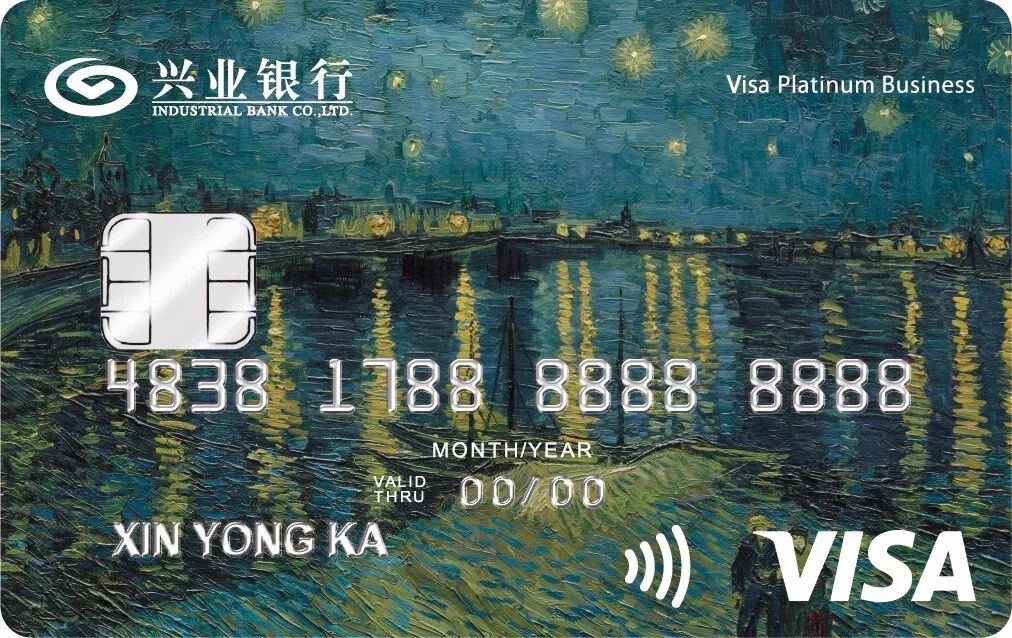 兴业银行
INDUSTRIAL BANK CO.,LTD.
Visa Platinum Business
4838 1788 8888 8888
MONTH/YEAR
VALID THRU 00/00
XIN YONG KA
VISA